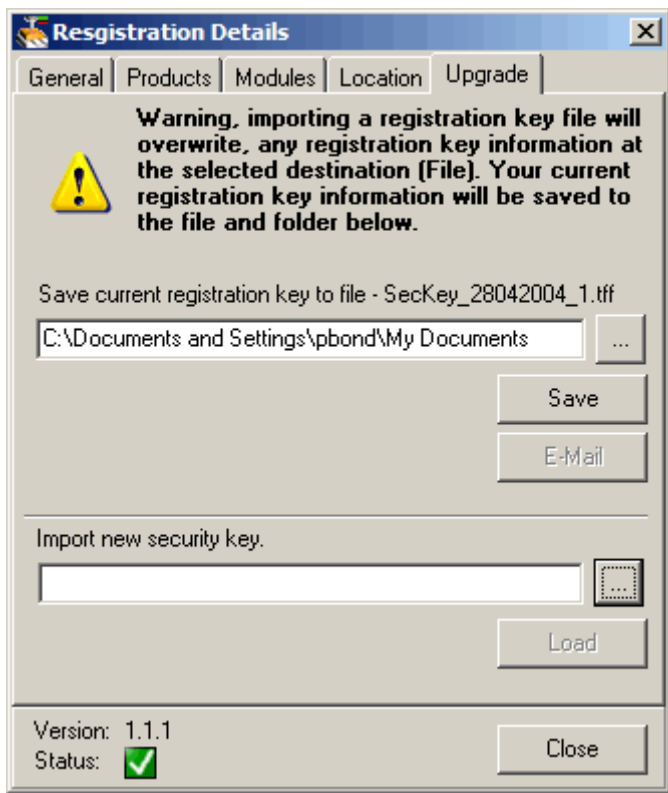 Resgistration Details
General Products Modules Location Upgrade
Warning, importing a registration key file will
overwrite, any registration key information at
the selected destination (File). Your current
registration key information will be saved to
the file and folder below.
Save current registration key to file - SecKey_28042004_1.tff
C:\Documents and Settings\pbond\My Documents
...
Save
E-Mail
Import new security key.
...
Load
Version: 1.1.1
Status:
Close